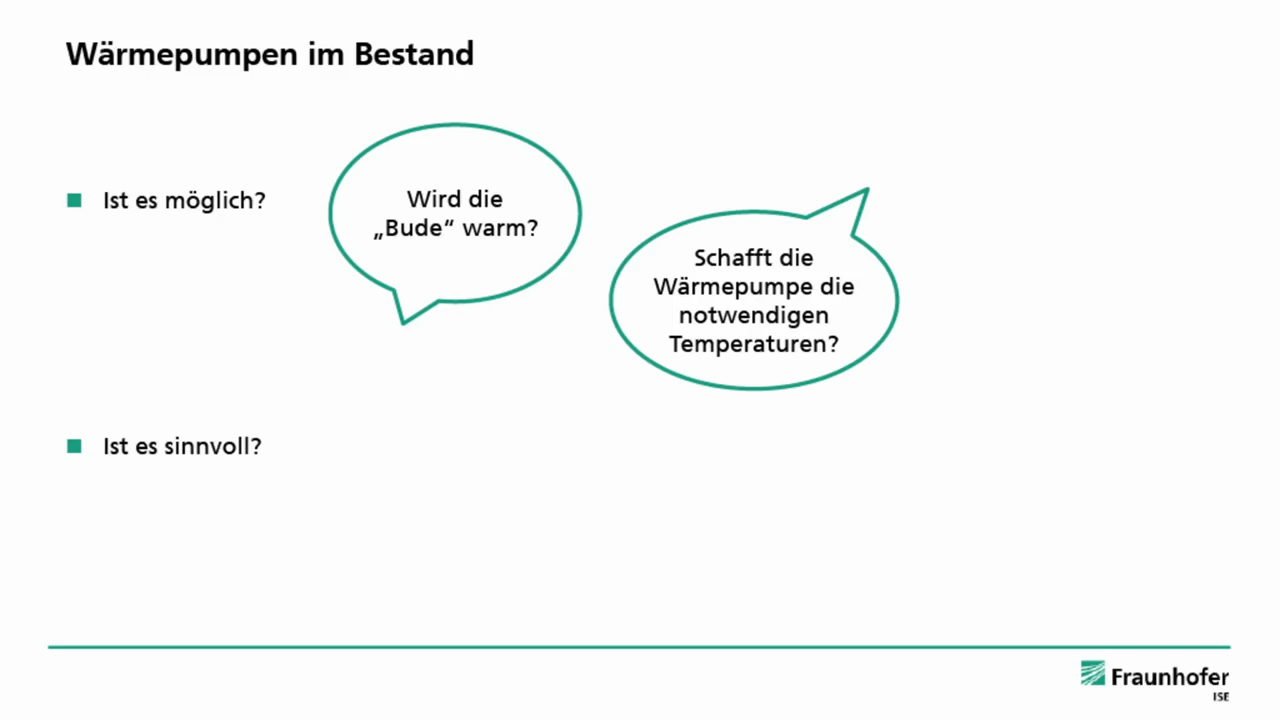 Wärmepumpen im Bestand
Ist es möglich?
Wird die
„Bude“ warm?
Schafft die
Wärmepumpe die
notwendigen
Temperaturen?
Ist es sinnvoll?
Fraunhofer
ISE